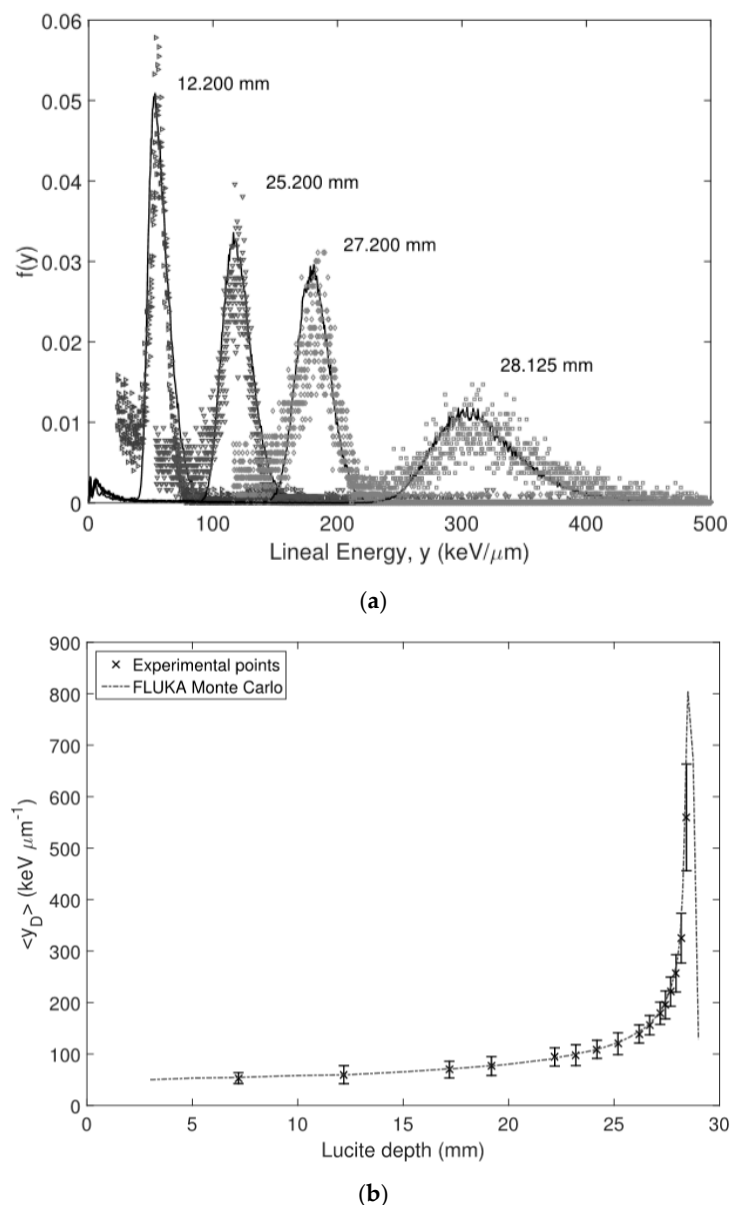 0.06
0.05
0.04
0.03
0.02
0.01
0
f(y)
12.200 mm
25.200 mm
27.200 mm
28.125 mm
0 100 200 300 400 500
Lineal Energy, y (keV/μm)
(a)
900
800
700
600
500
400
300
200
100
0
<y_D> (keV μm⁻¹)
Experimental points
FLUKA Monte Carlo
0 5 10 15 20 25 30
Lucite depth (mm)
(b)